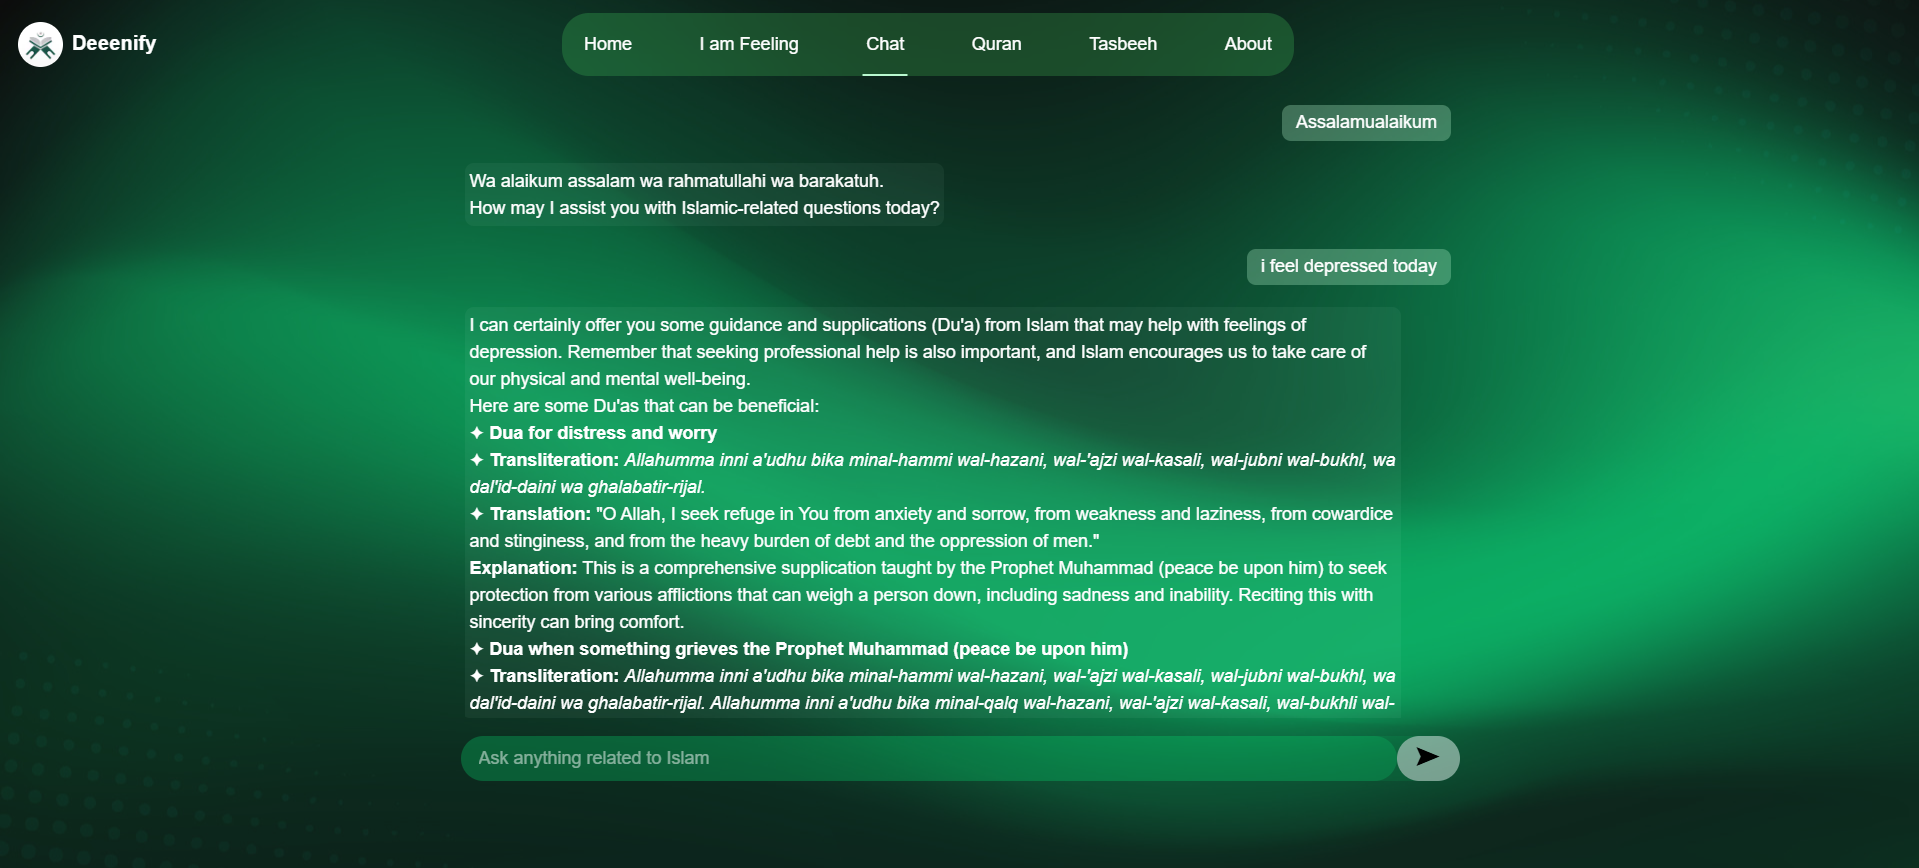 Deeenify
Home I am Feeling Chat Quran Tasbeeh About
Assalamualaikum
Wa alaikum assalam wa rahmatullahi wa barakatuh.
How may I assist you with Islamic-related questions today?
i feel depressed today
I can certainly offer you some guidance and supplications (Du'a) from Islam that may help with feelings of
depression. Remember that seeking professional help is also important, and Islam encourages us to take care of
our physical and mental well-being.
Here are some Du'as that can be beneficial:
✦ Dua for distress and worry
✦ Transliteration: Allahumma inni a'udhu bika minal-hammi wal-hazani, wal-'ajzi wal-kasali, wal-jubni wal-bukhl, wa
dal'id-daini wa ghalabatir-rijal.
✦ Translation: "O Allah, I seek refuge in You from anxiety and sorrow, from weakness and laziness, from cowardice
and stinginess, and from the heavy burden of debt and the oppression of men."
Explanation: This is a comprehensive supplication taught by the Prophet Muhammad (peace be upon him) to seek
protection from various afflictions that can weigh a person down, including sadness and inability. Reciting this with
sincerity can bring comfort.
✦ Dua when something grieves the Prophet Muhammad (peace be upon him)
✦ Transliteration: Allahumma inni a'udhu bika minal-hammi wal-hazani, wal-'ajzi wal-kasali, wal-jubni wal-bukhl, wa
dal'id-daini wa ghalabatir-rijal. Allahumma inni a'udhu bika minal-qalq wal-hazani, wal-'ajzi wal-kasali, wal-bukhli wal-
Ask anything related to Islam